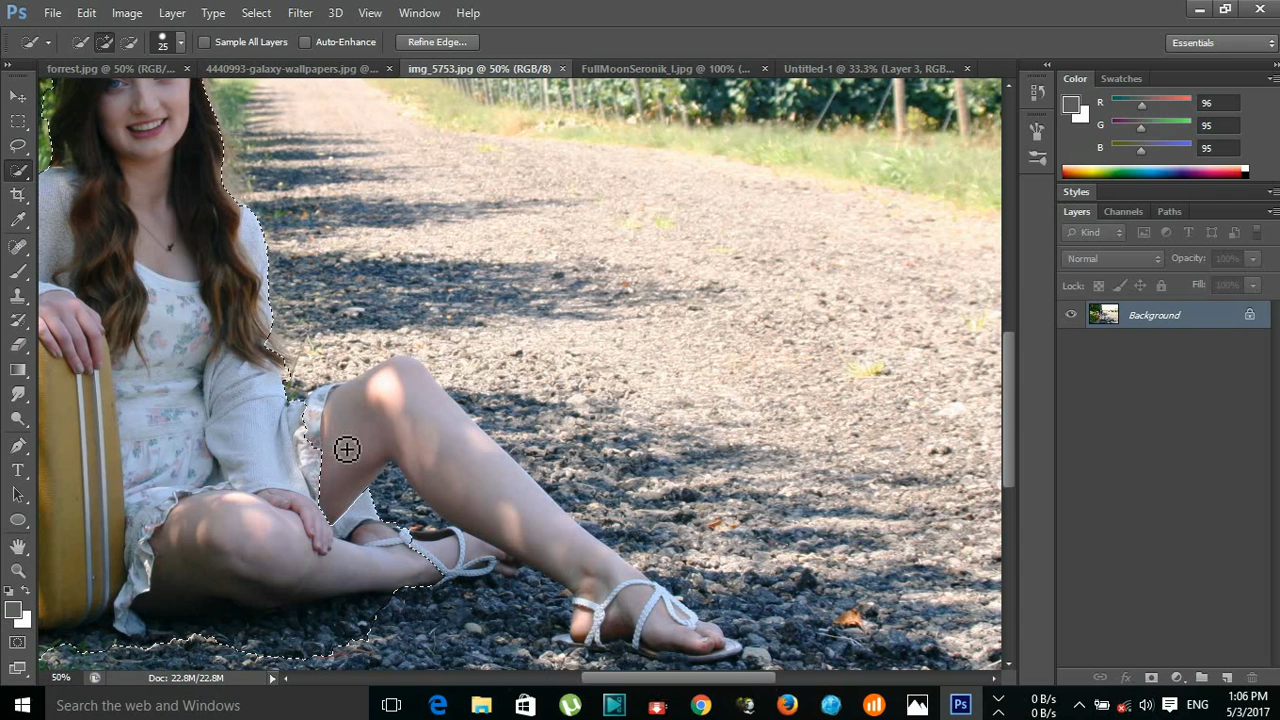 Ps File Edit Image Layer Type Select Filter 3D View Window Help
25 Sample All Layers Auto-Enhance Refine Edge... Essentials
forrest.jpg @ 50% (RGB/... × 4440993-galaxy-wallpapers.jpg @... × img_5753.jpg @ 50% (RGB/8) × FullMoonSeronik_L.jpg @ 100% (... × Untitled-1 @ 33.3% (Layer 3, RGB... ×
Color Swatches
R 96
G 95
B 95
Styles
Layers Channels Paths
Kind
Normal Opacity: 100%
Lock: Fill: 100%
Background
50% Doc: 22.8M/22.8M
Search the web and Windows
0 B/s
0 B/s
ENG
1:06 PM
5/3/2017